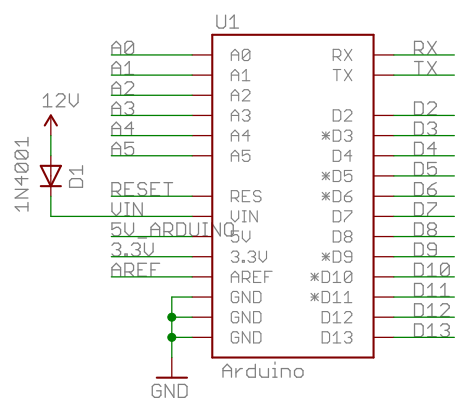 U1
A0 A0 RX RX
A1 A1 TX TX
A2 A2
A3 A3 D2 D2
A4 A4 *D3 D3
A5 A5 D4 D4
*D5 D5
RESET RES *D6 D6
VIN VIN D7 D7
5V_ARDUINO 5V D8 D8
3.3V 3.3V *D9 D9
AREF AREF *D10 D10
GND *D11 D11
GND D12 D12
GND D13 D13
Arduino
12V
1N4001
D1
GND